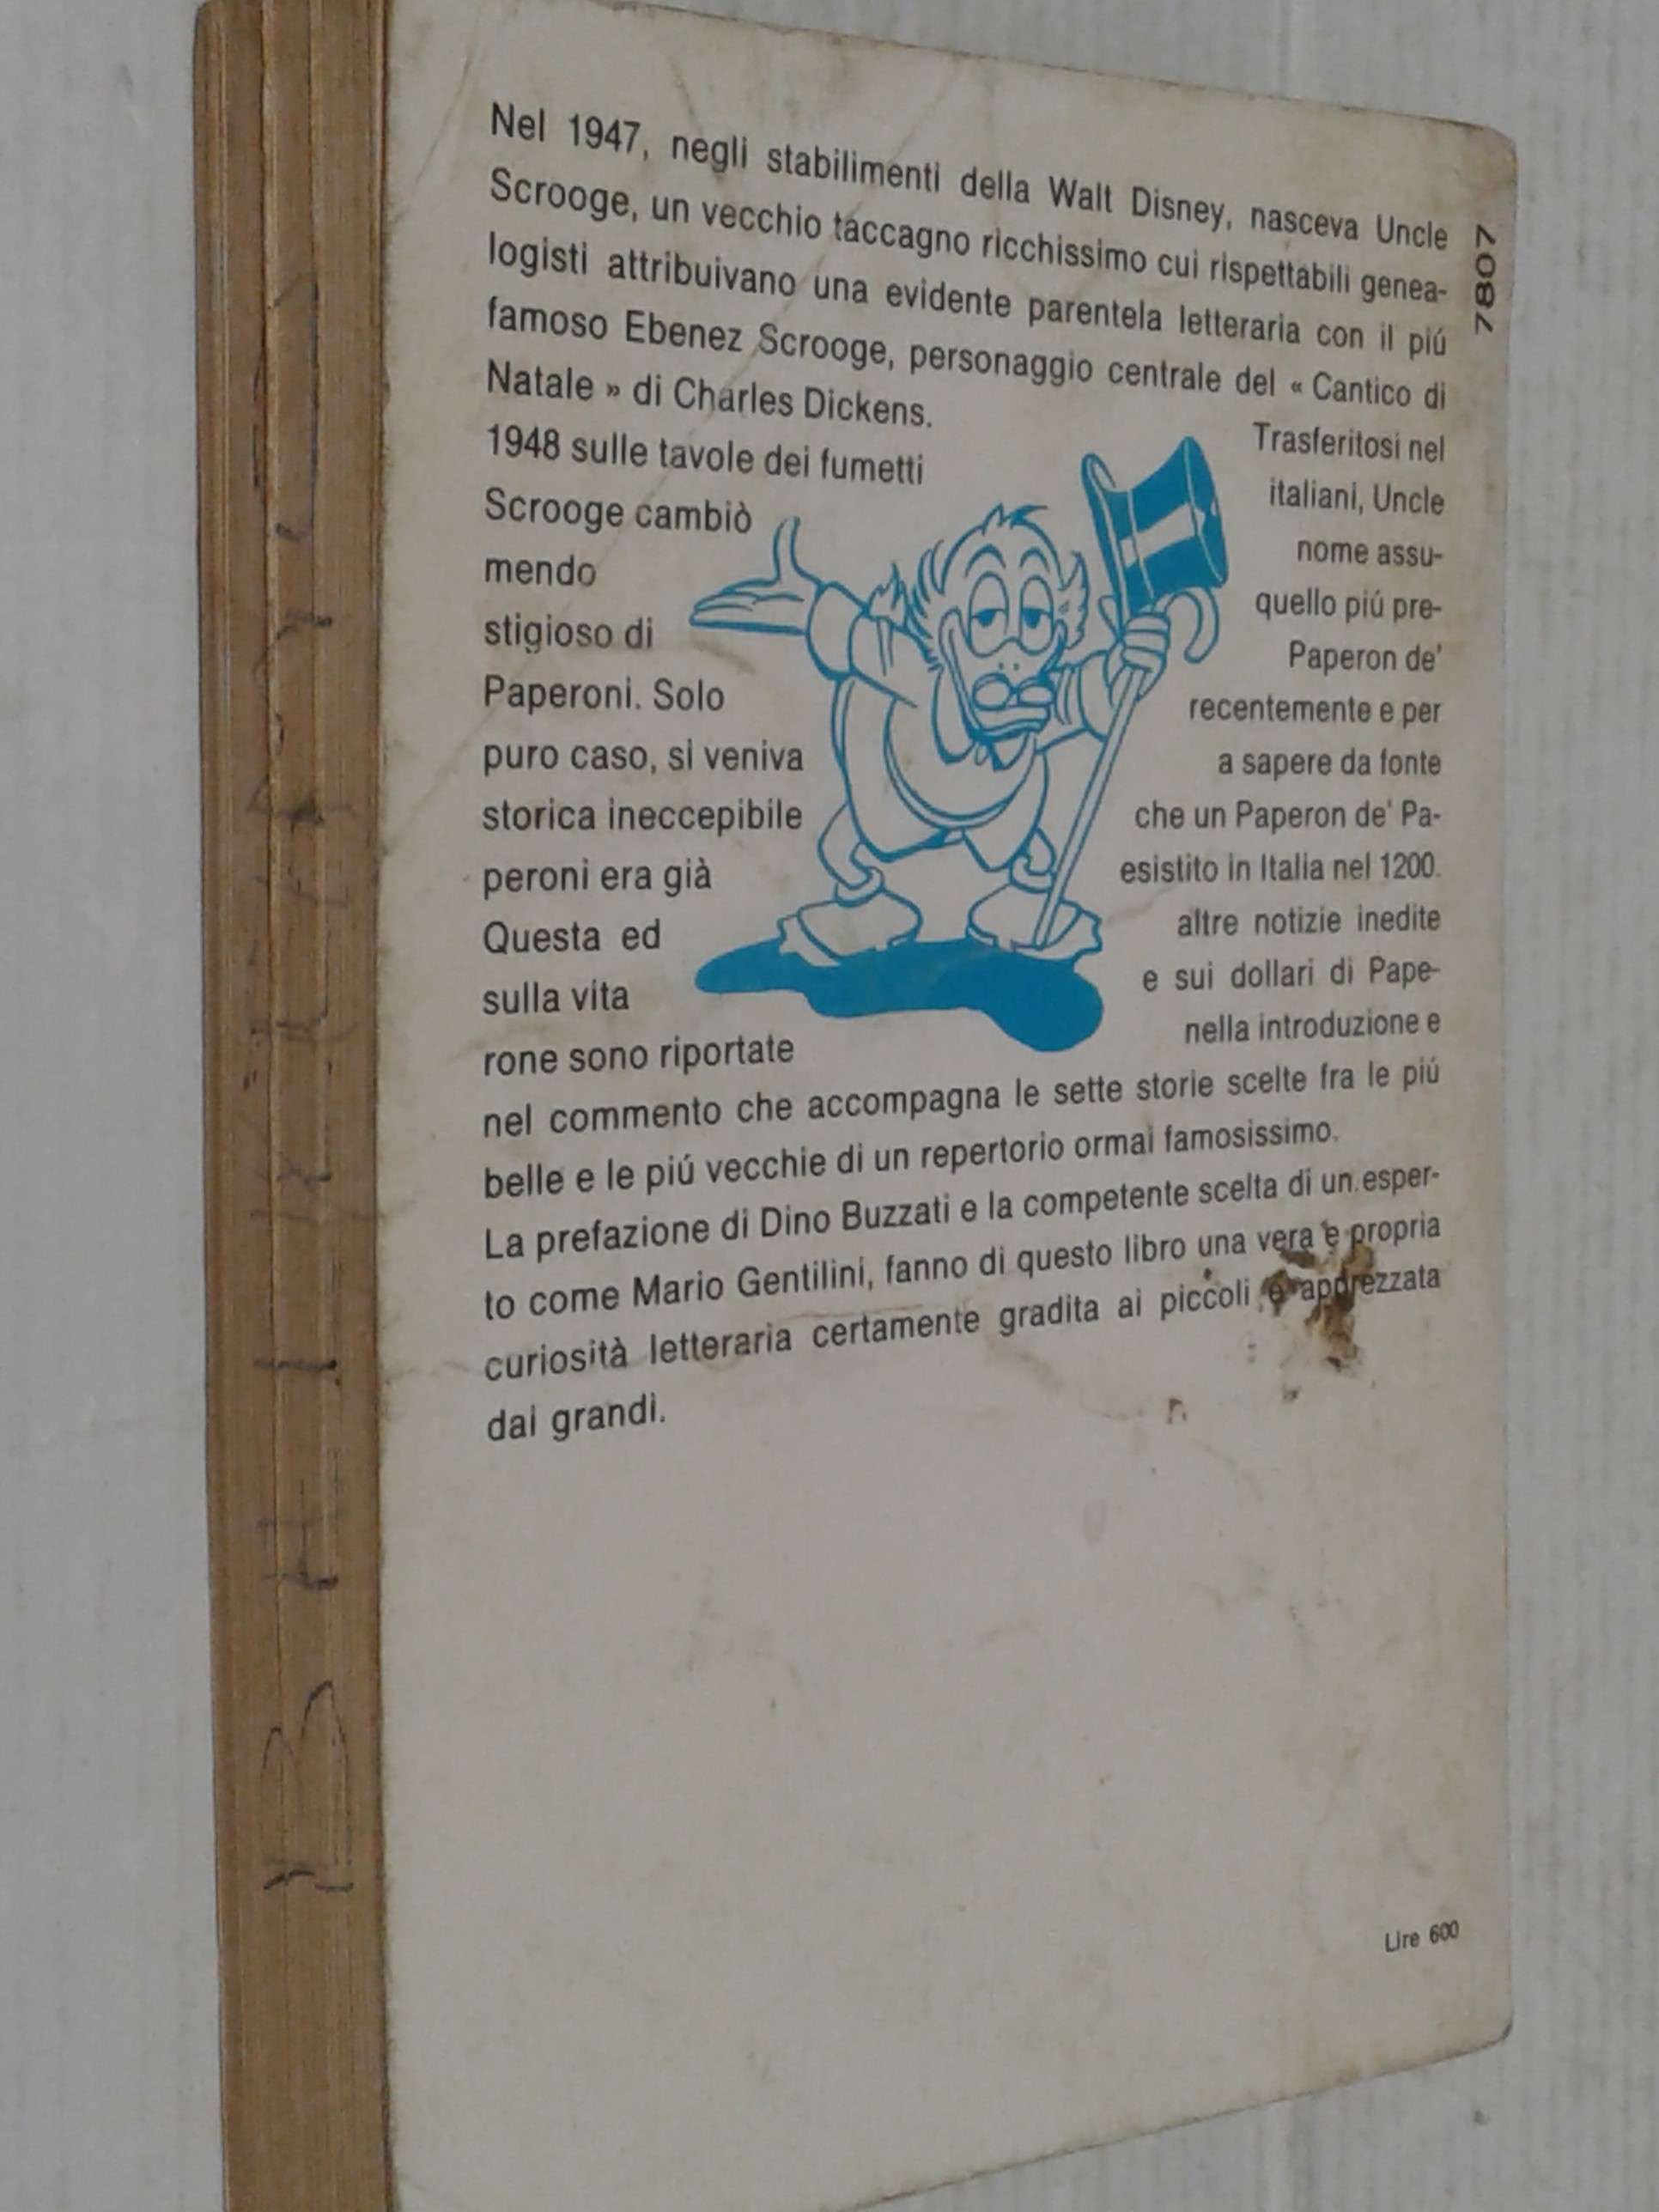 Nel 1947, negli stabilimenti della Walt Disney, nasceva Uncle
Scrooge, un vecchio taccagno ricchissimo cui rispettabili genea-
logisti attribuivano una evidente parentela letteraria con il piú
famoso Ebenez Scrooge, personaggio centrale del « Cantico di
Natale » di Charles Dickens. Trasferitosi nel
1948 sulle tavole dei fumetti italiani, Uncle
Scrooge cambiò nome assu-
mendo quello piú pre-
stigioso di Paperon de'
Paperoni. Solo recentemente e per
puro caso, si veniva a sapere da fonte
storica ineccepibile che un Paperon de' Pa-
peroni era già esistito in Italia nel 1200.
Questa ed altre notizie inedite
sulla vita e sui dollari di Pape-
rone sono riportate nella introduzione e
nel commento che accompagna le sette storie scelte fra le piú
belle e le piú vecchie di un repertorio ormai famosissimo.
La prefazione di Dino Buzzati e la competente scelta di un esper-
to come Mario Gentilini, fanno di questo libro una vera e propria
curiosità letteraria certamente gradita ai piccoli e apprezzata
dai grandi.
7807
Lire 600